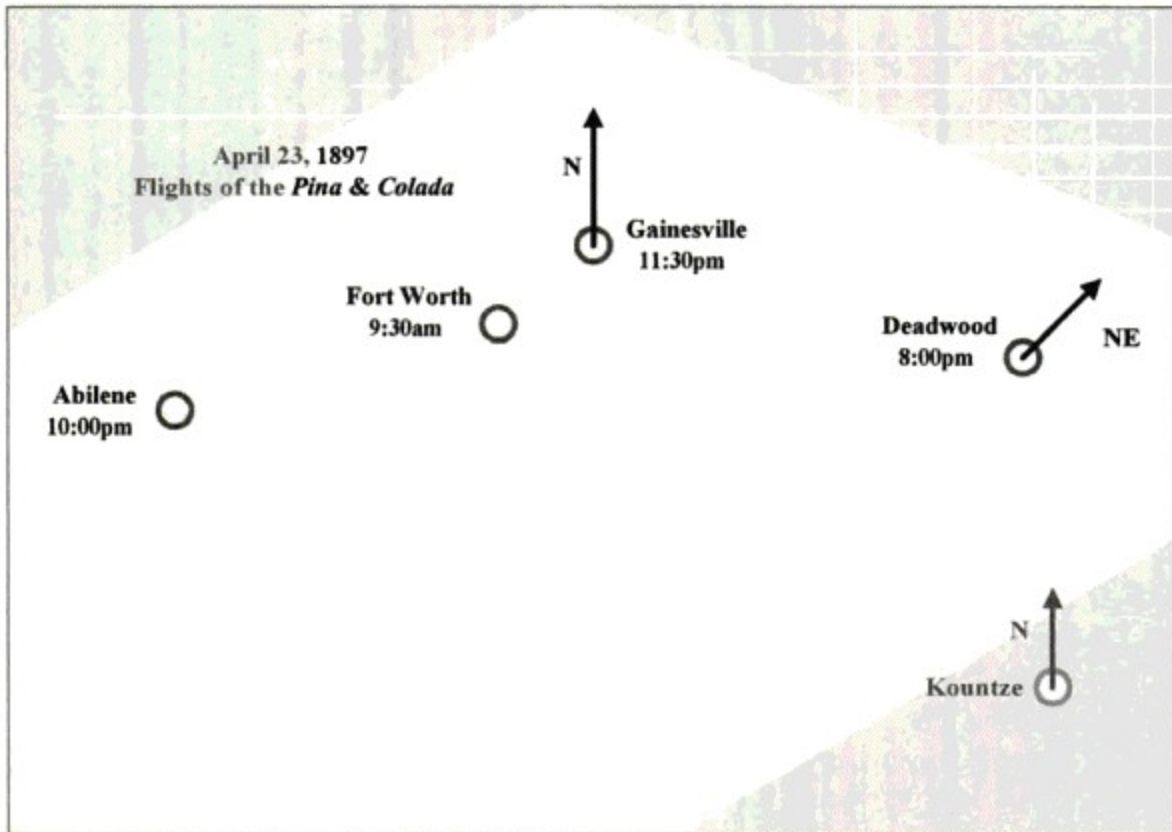 April 23, 1897
Flights of the Pina & Colada
N
Gainesville
11:30pm
Fort Worth
9:30am
Deadwood
8:00pm
NE
Abilene
10:00pm
N
Kountze